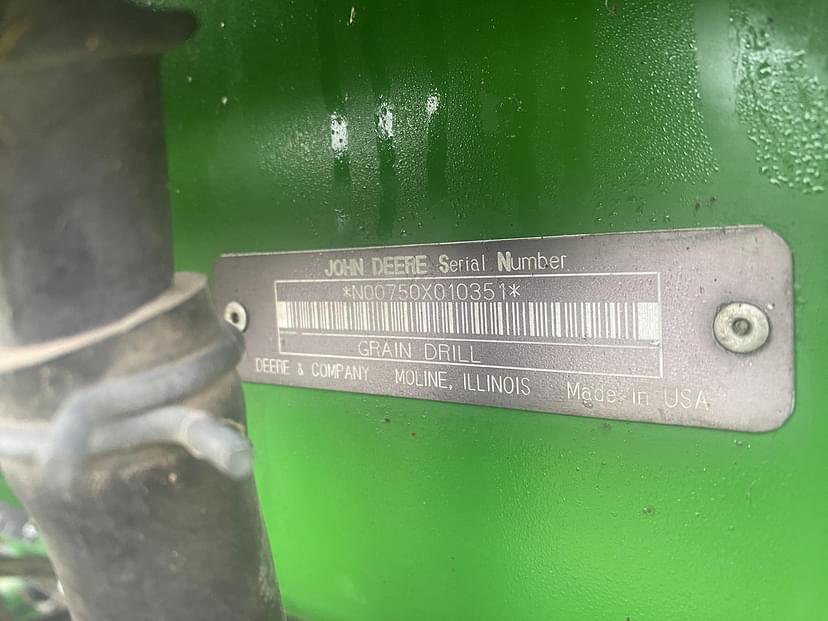 JOHN DEERE Serial Number
*N00750X010351*
GRAIN DRILL
DEERE & COMPANY MOLINE, ILLINOIS Made in USA